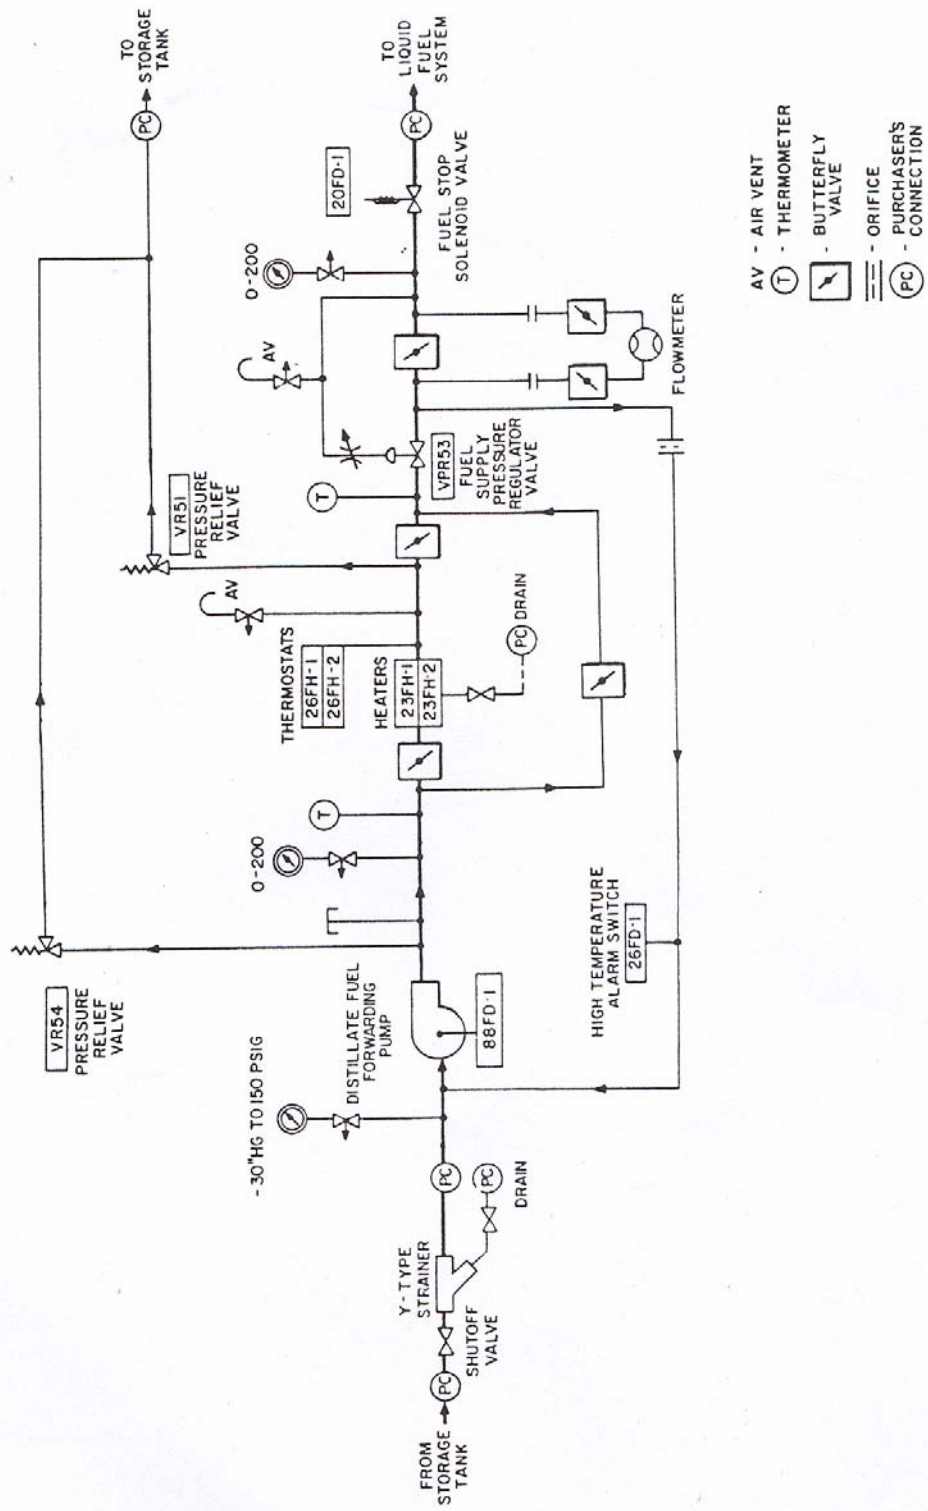 TO
STORAGE
TANK
PC
TO
LIQUID
FUEL
SYSTEM
PC
20FD-1
FUEL STOP
SOLENOID VALVE
0-200
AV
FLOWMETER
VPR53
FUEL
SUPPLY
PRESSURE
REGULATOR
VALVE
T
VR51
PRESSURE
RELIEF
VALVE
AV
THERMOSTATS
26FH-1
26FH-2
HEATERS
23FH-1
23FH-2
PC DRAIN
T
0-200
VR54
PRESSURE
RELIEF
VALVE
DISTILLATE FUEL
FORWARDING
PUMP
88FD-1
HIGH TEMPERATURE
ALARM SWITCH
26FD-1
-30"HG TO 150 PSIG
PC
PC
DRAIN
Y-TYPE
STRAINER
SHUTOFF
VALVE
PC
FROM
STORAGE
TANK
AV - AIR VENT
T - THERMOMETER
- BUTTERFLY
VALVE
- ORIFICE
PC - PURCHASER'S
CONNECTION